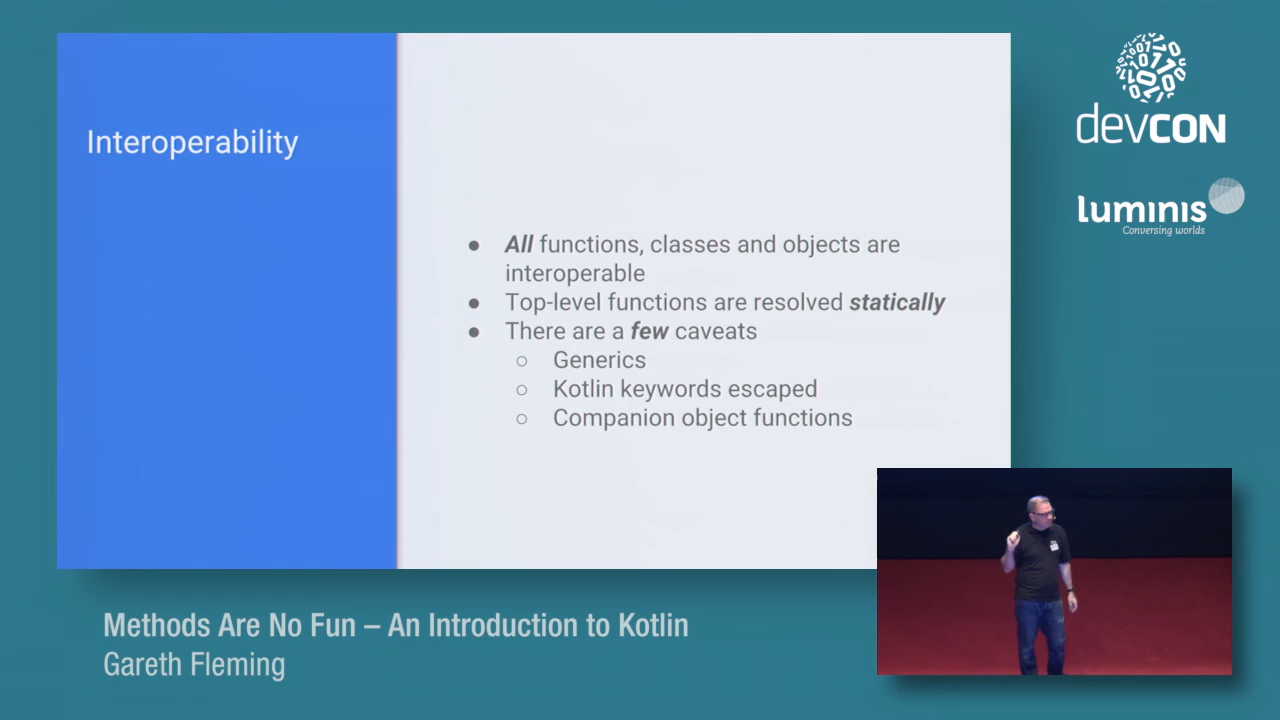 Interoperability
● All functions, classes and objects are
interoperable
● Top-level functions are resolved statically
● There are a few caveats
○ Generics
○ Kotlin keywords escaped
○ Companion object functions
devCON
luminis
Conversing worlds
Methods Are No Fun – An Introduction to Kotlin
Gareth Fleming